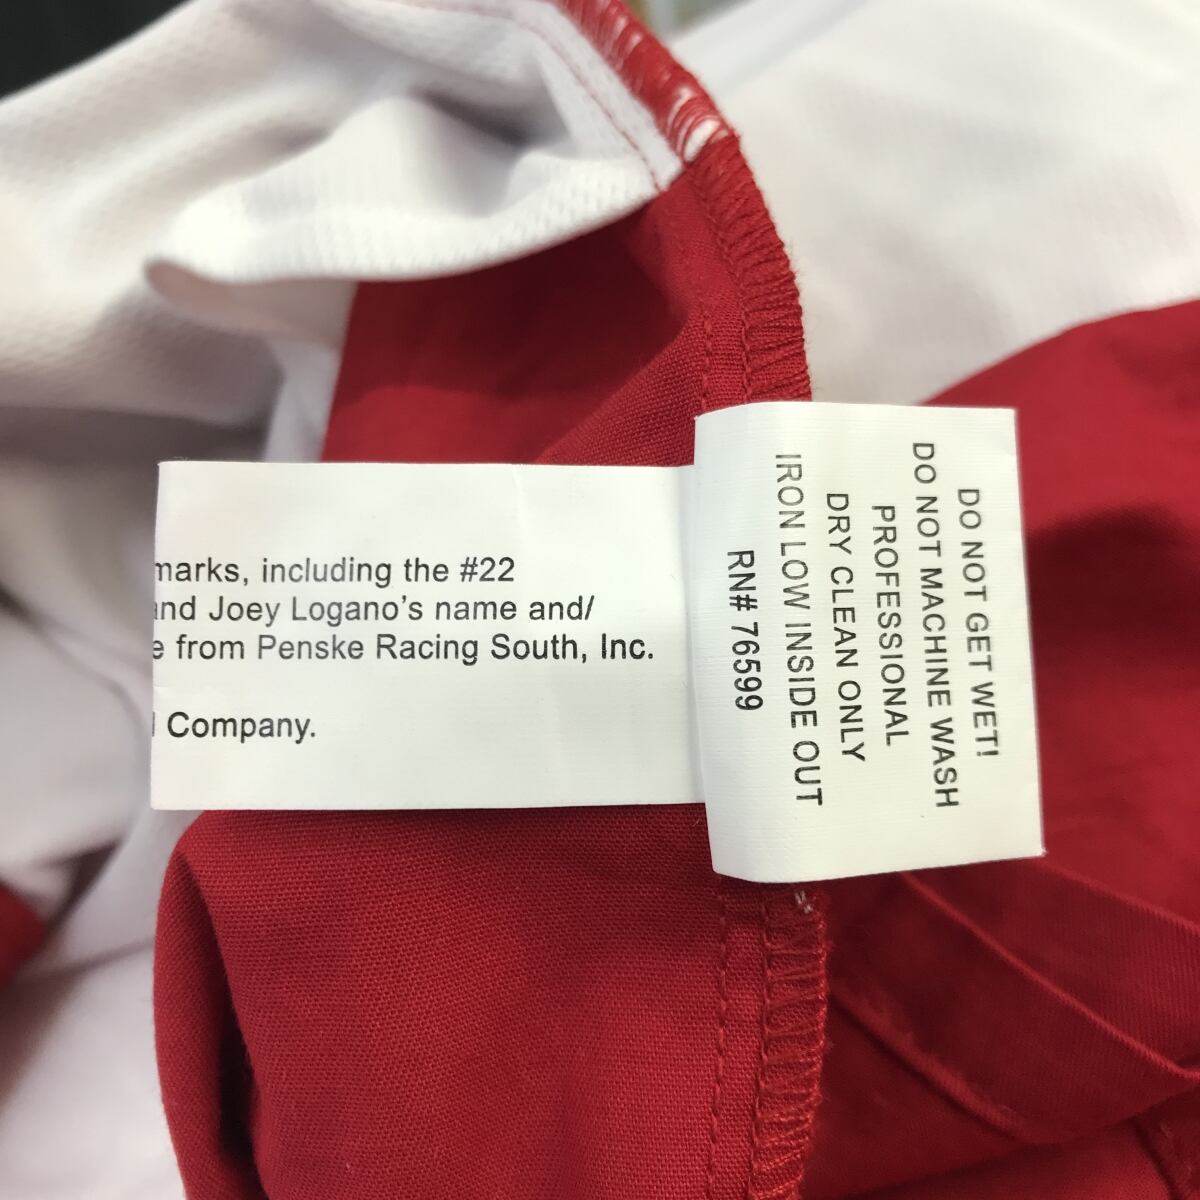 marks, including the #22
and Joey Logano's name and/
e from Penske Racing South, Inc.
Company.
DO NOT GET WET!
DO NOT MACHINE WASH
PROFESSIONAL
DRY CLEAN ONLY
IRON LOW INSIDE OUT
RN# 76599